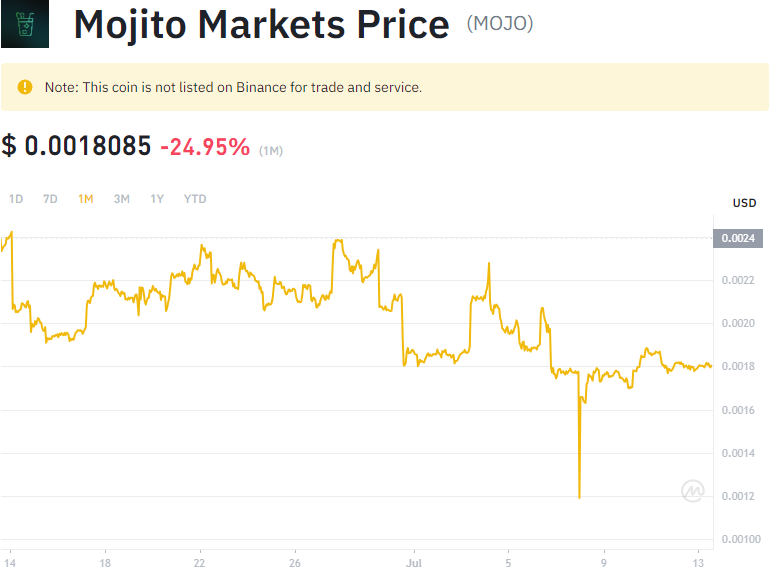 Mojito Markets Price (MOJO)
Note: This coin is not listed on Binance for trade and service.
$ 0.0018085 -24.95% (1M)
1D 7D 1M 3M 1Y YTD
USD
0.0024
0.0022
0.0020
0.0018
0.0016
0.0014
0.0012
0.00100
14 18 22 26 Jul 5 9 13